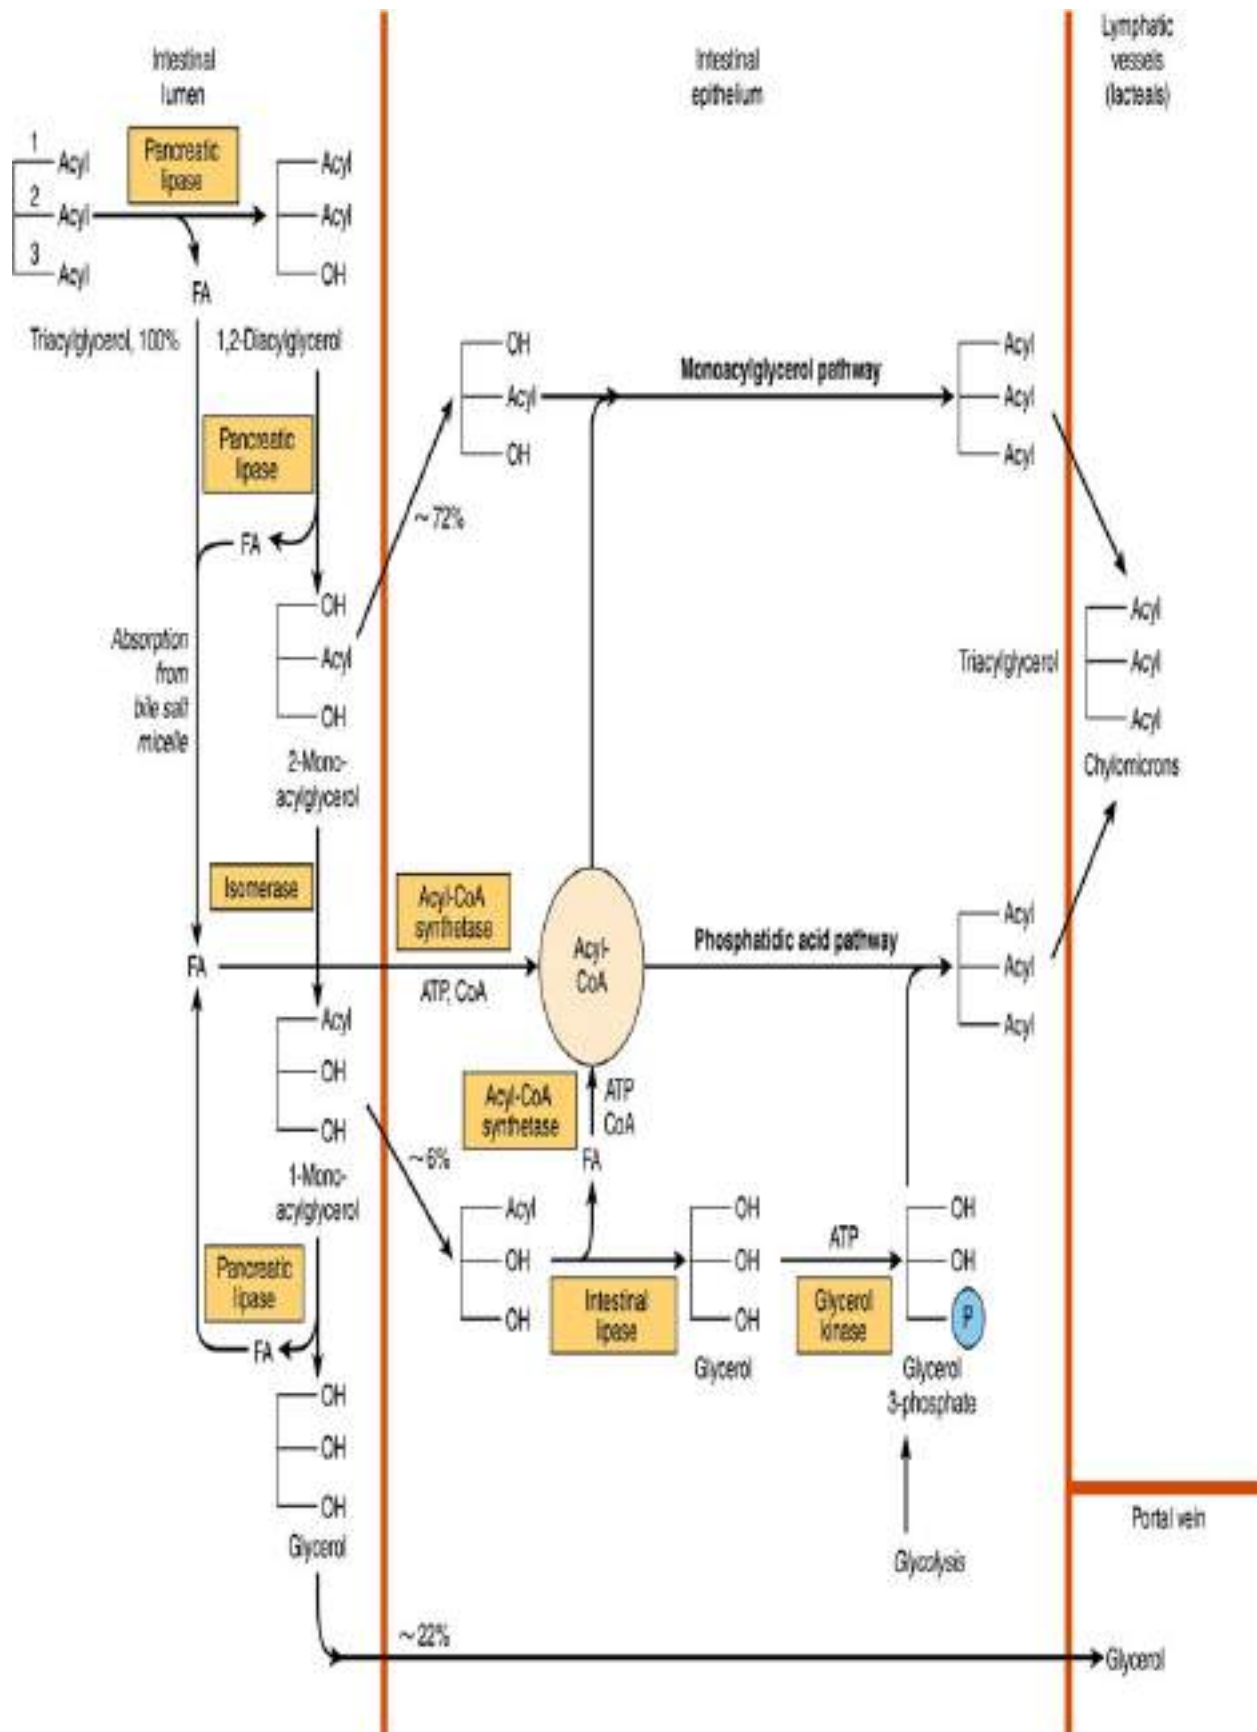 Intestinal
lumen
Intestinal
epithelium
Lymphatic
vessels
(lacteals)
1
Acyl
2
Acyl
3
Acyl
Pancreatic
lipase
FA
Acyl
Acyl
OH
Triacylglycerol, 100%
1,2-Diacylglycerol
Pancreatic
lipase
FA
OH
Acyl
OH
Monoacylglycerol pathway
Acyl
Acyl
Acyl
~72%
Absorption
from
bile salt
micelle
OH
Acyl
OH
2-Mono-
acylglycerol
Triacylglycerol
Acyl
Acyl
Acyl
Chylomicrons
Isomerase
FA
Acyl-CoA
synthetase
ATP, CoA
Acyl-
CoA
Phosphatidic acid pathway
Acyl
Acyl
Acyl
Acyl
OH
OH
1-Mono-
acylglycerol
~6%
Acyl-CoA
synthetase
ATP
CoA
FA
Acyl
OH
OH
Intestinal
lipase
OH
OH
OH
Glycerol
ATP
Glycerol
kinase
OH
OH
P
Glycerol
3-phosphate
Glycolysis
Pancreatic
lipase
FA
OH
OH
OH
Glycerol
Portal vein
~22%
Glycerol